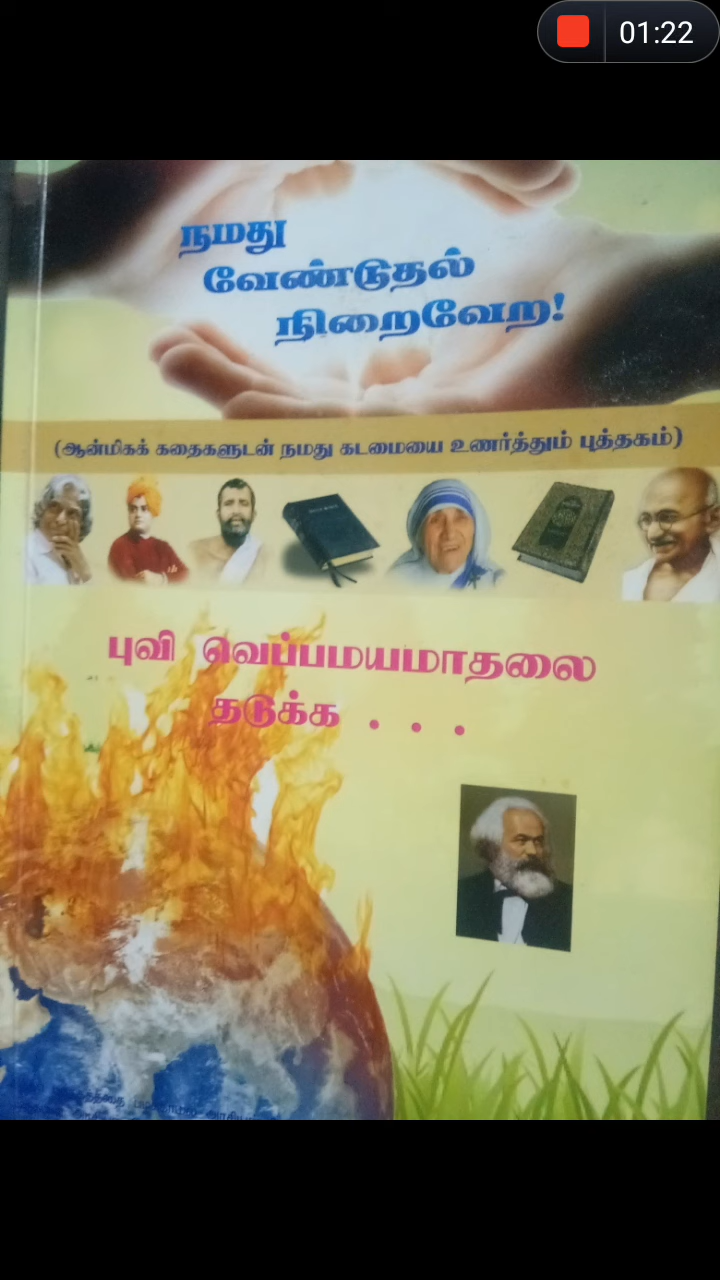 01:22
நமது
வேண்டுதல்
நிறைவேற!
(ஆன்மிகக் கதைகளுடன் நமது கடமையை உணர்த்தும் புத்தகம்)
புவி வெப்பமயமாதலை
தடுக்க . . .